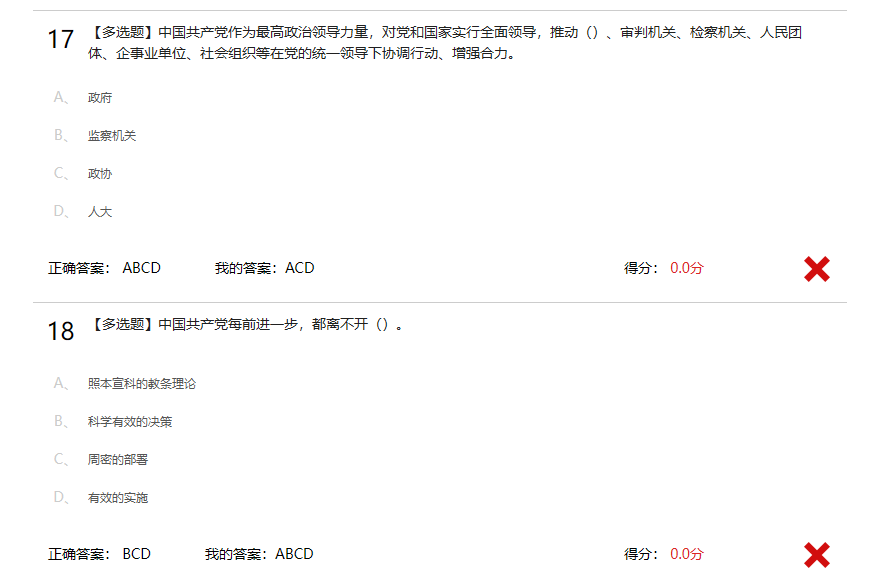 17 【多选题】中国共产党作为最高政治领导力量，对党和国家实行全面领导，推动（）、审判机关、检察机关、人民团
体、企事业单位、社会组织等在党的统一领导下协调行动、增强合力。
A、 政府
B、 监察机关
C、 政协
D、 人大
正确答案： ABCD 我的答案：ACD 得分： 0.0分
18 【多选题】中国共产党每前进一步，都离不开（）。
A、 照本宣科的教条理论
B、 科学有效的决策
C、 周密的部署
D、 有效的实施
正确答案： BCD 我的答案：ABCD 得分： 0.0分